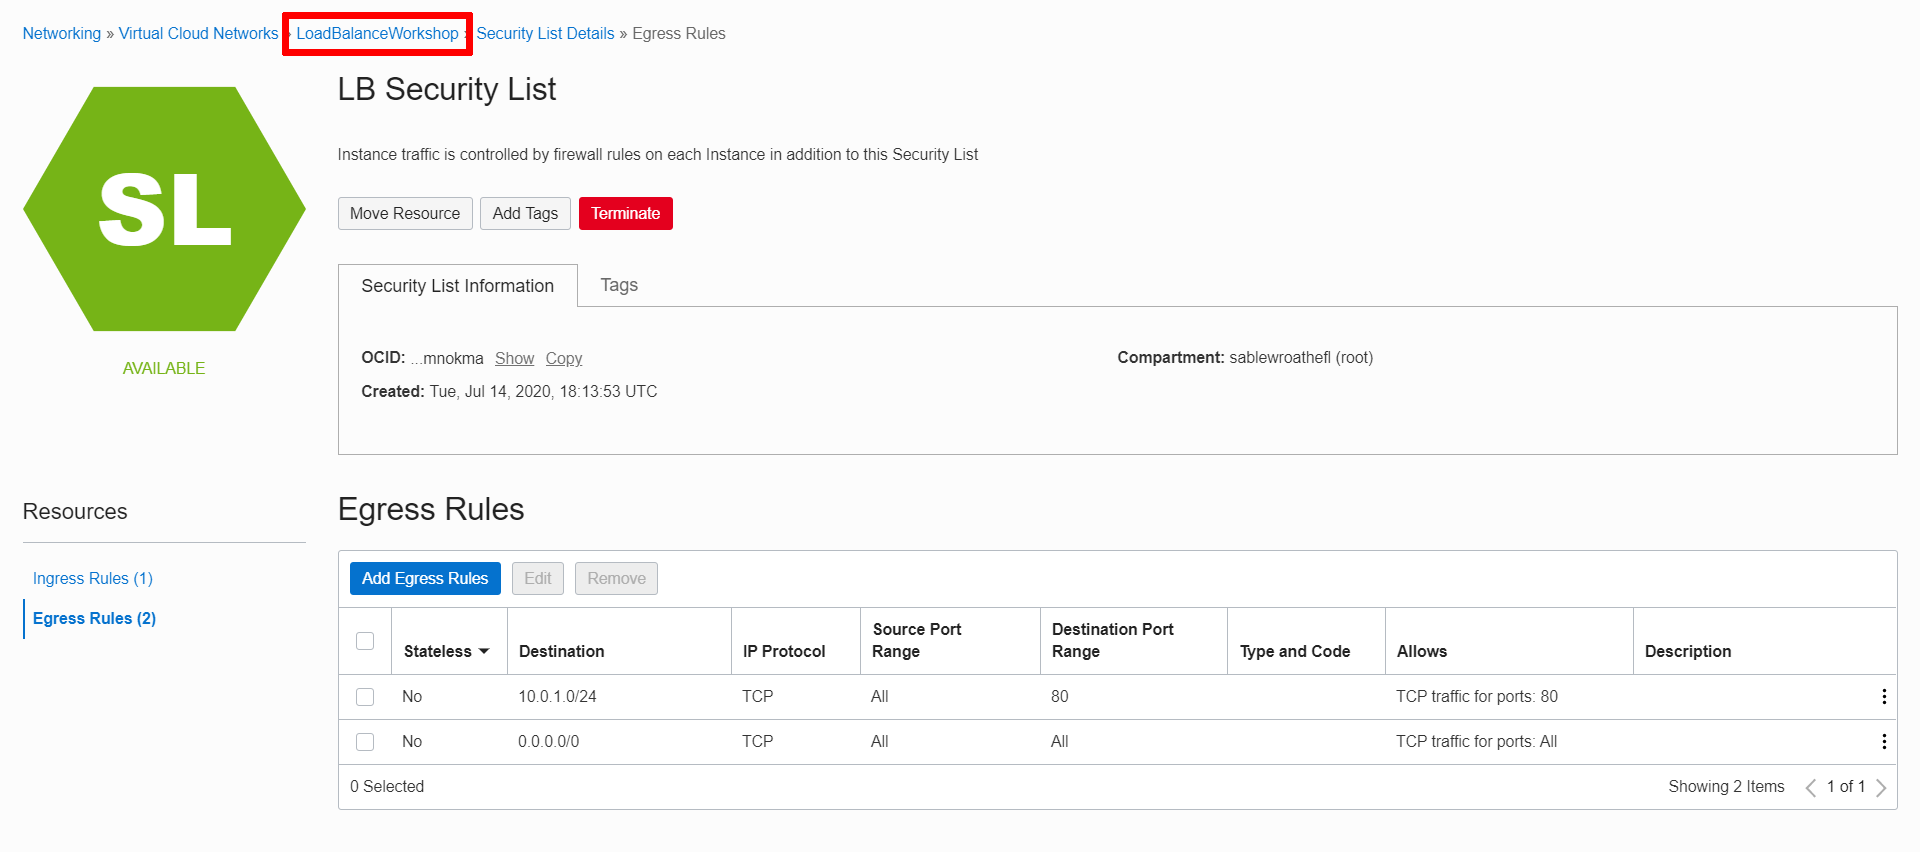 Networking » Virtual Cloud Networks » LoadBalanceWorkshop » Security List Details » Egress Rules
SL
AVAILABLE
LB Security List
Instance traffic is controlled by firewall rules on each Instance in addition to this Security List
Move Resource Add Tags Terminate
Security List Information Tags
OCID: ...mnokma Show Copy
Compartment: sablewroathefl (root)
Created: Tue, Jul 14, 2020, 18:13:53 UTC
Resources
Ingress Rules (1)
Egress Rules (2)
Egress Rules
Add Egress Rules Edit Remove
Stateless Destination IP Protocol Source Port Range Destination Port Range Type and Code Allows Description
No 10.0.1.0/24 TCP All 80 TCP traffic for ports: 80
No 0.0.0.0/0 TCP All All TCP traffic for ports: All
0 Selected Showing 2 Items < 1 of 1 >